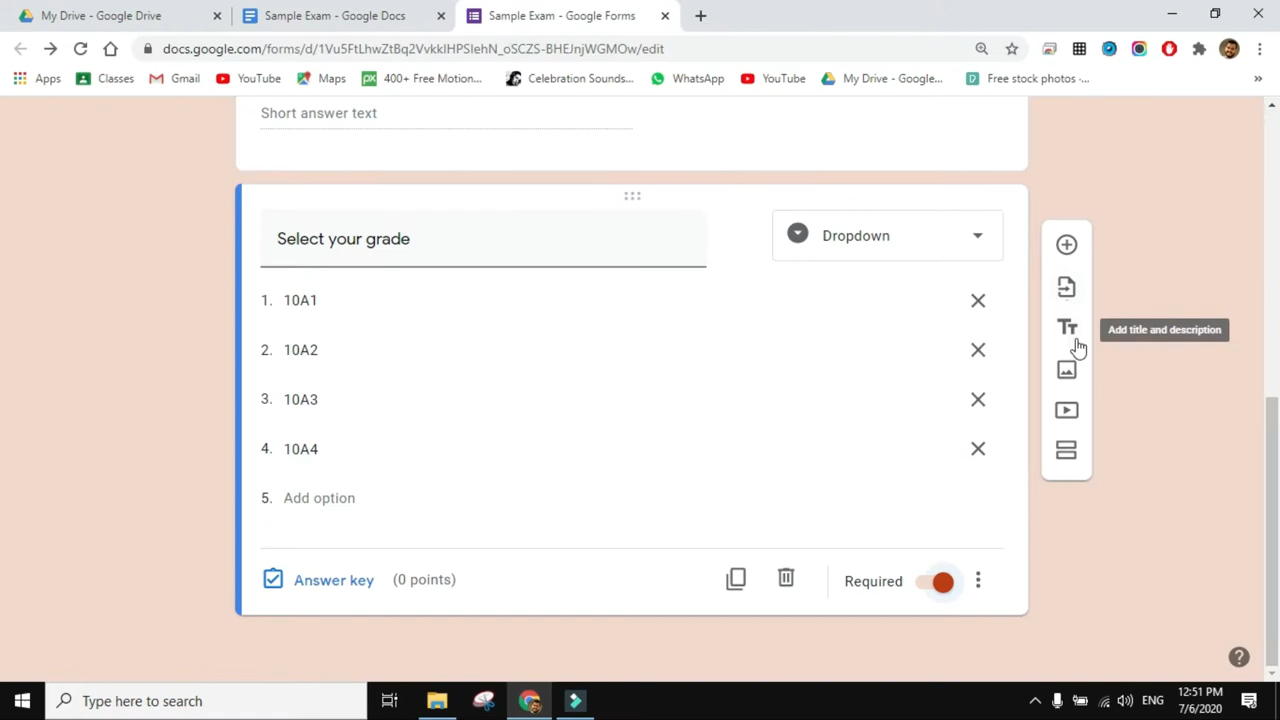 My Drive - Google Drive
Sample Exam - Google Docs
Sample Exam - Google Forms
docs.google.com/forms/d/1Vu5FtLhwZtBq2VvkklHPSlehN_oSCZS-BHEJnjWGMOw/edit
Apps
Classes
Gmail
YouTube
Maps
400+ Free Motion...
Celebration Sounds...
WhatsApp
YouTube
My Drive - Google...
Free stock photos -...
»
Short answer text
Select your grade
Dropdown
1. 10A1
2. 10A2
3. 10A3
4. 10A4
5. Add option
Add title and description
Answer key (0 points)
Required
Type here to search
ENG
12:51 PM
7/6/2020